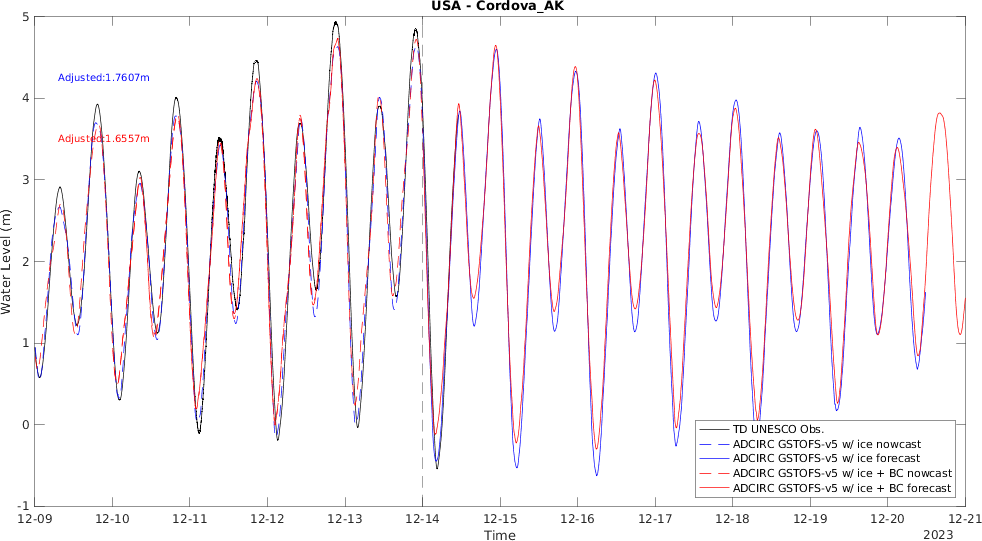 USA - Cordova_AK
Adjusted:1.7607m
Adjusted:1.6557m
Water Level (m)
5
4
3
2
1
0
-1
12-09 12-10 12-11 12-12 12-13 12-14 12-15 12-16 12-17 12-18 12-19 12-20 12-21
Time
2023
TD UNESCO Obs.
ADCIRC GSTOFS-v5 w/ ice nowcast
ADCIRC GSTOFS-v5 w/ ice forecast
ADCIRC GSTOFS-v5 w/ ice + BC nowcast
ADCIRC GSTOFS-v5 w/ ice + BC forecast